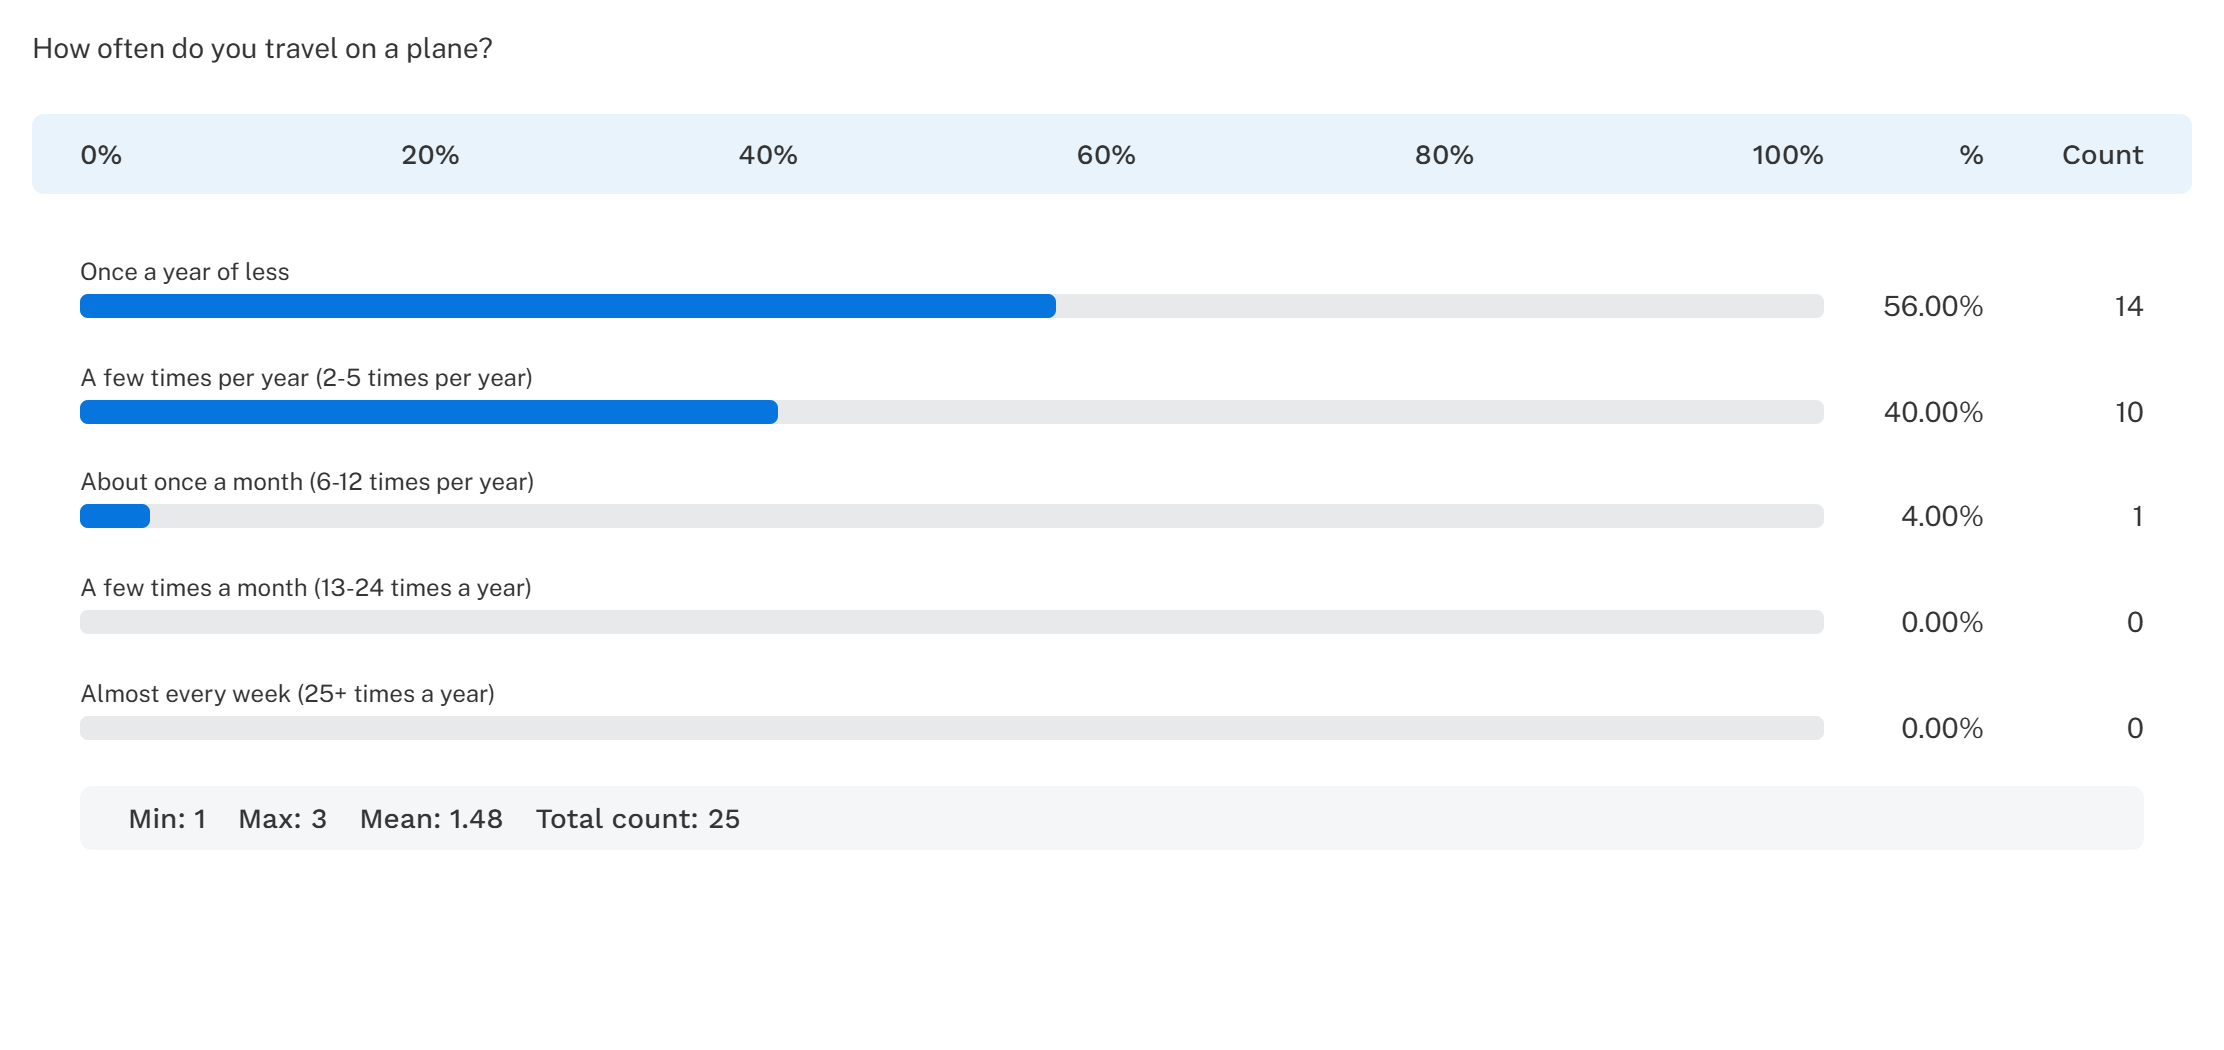 How often do you travel on a plane?
0% 20% 40% 60% 80% 100% % Count
Once a year of less
56.00% 14
A few times per year (2-5 times per year)
40.00% 10
About once a month (6-12 times per year)
4.00% 1
A few times a month (13-24 times a year)
0.00% 0
Almost every week (25+ times a year)
0.00% 0
Min: 1 Max: 3 Mean: 1.48 Total count: 25